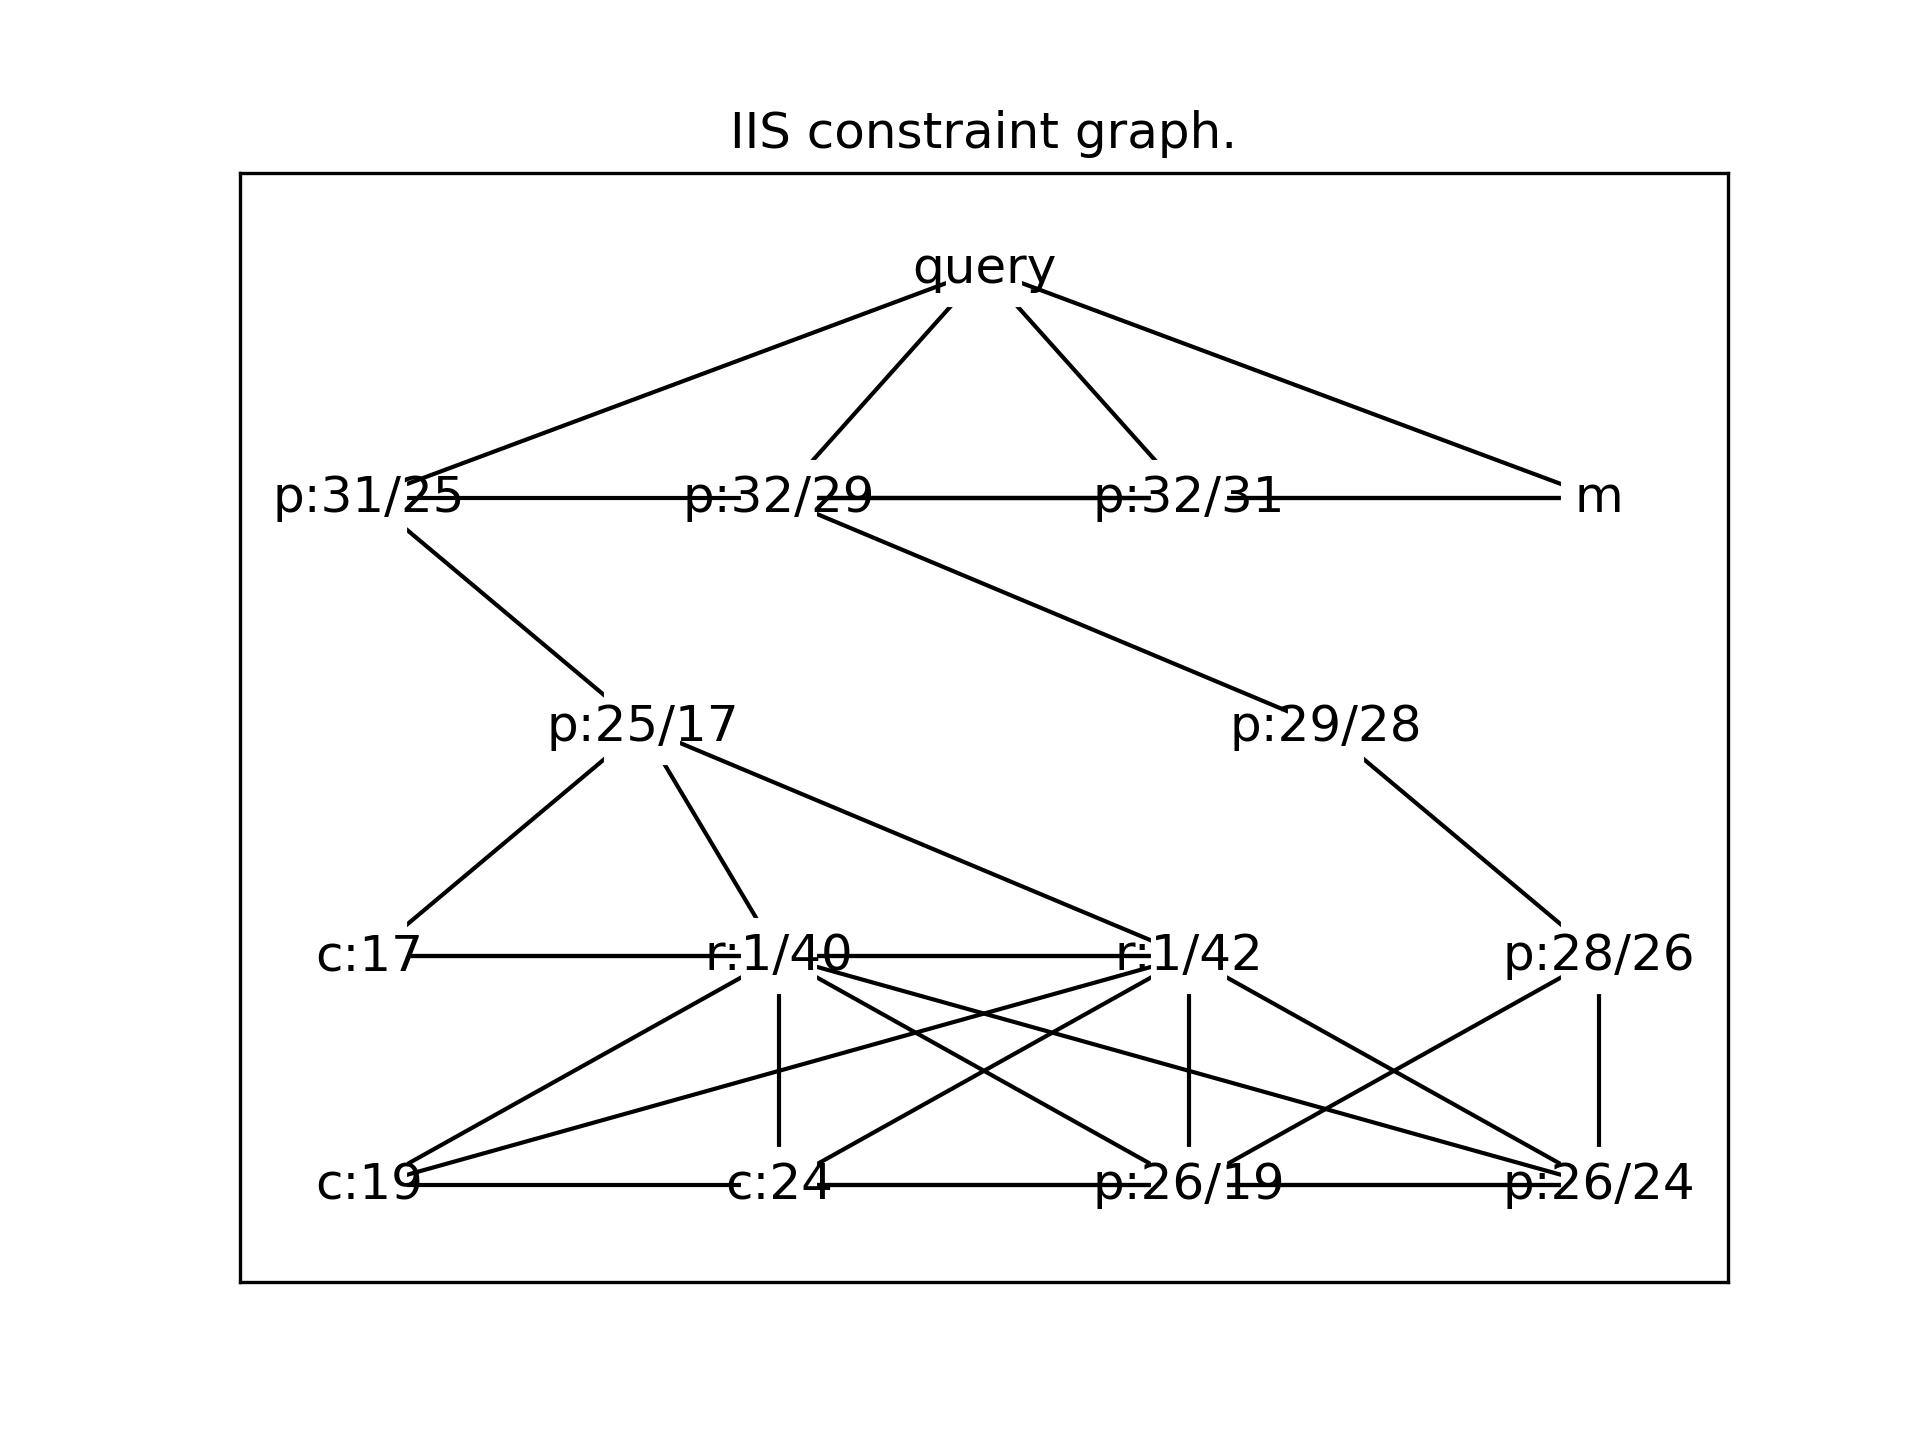 IIS constraint graph.
query
p:31/25 p:32/29 p:32/31 m
p:25/17 p:29/28
c:17 r:1/40 r:1/42 p:28/26
c:19 c:24 p:26/19 p:26/24